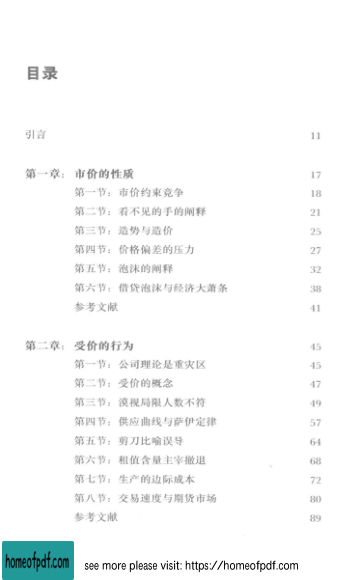 目录
引言 11
第一章：市价的性质 17
第一节：市价约束竞争 18
第二节：看不见的手的阐释 21
第三节：造势与造价 25
第四节：价格偏差的压力 27
第五节：泡沫的阐释 32
第六节：借贷泡沫与经济大萧条 38
参考文献 41
第二章：受价的行为 45
第一节：公司理论是重灾区 45
第二节：受价的概念 47
第三节：漠视局限人数不符 49
第四节：供应曲线与萨伊定律 57
第五节：剪刀比喻误导 64
第六节：租值含量主宰撤退 68
第七节：生产的边际成本 72
第八节：交易速度与期货市场 80
参考文献 89
homeofpdf.com see more please visit: https://homeofpdf.com